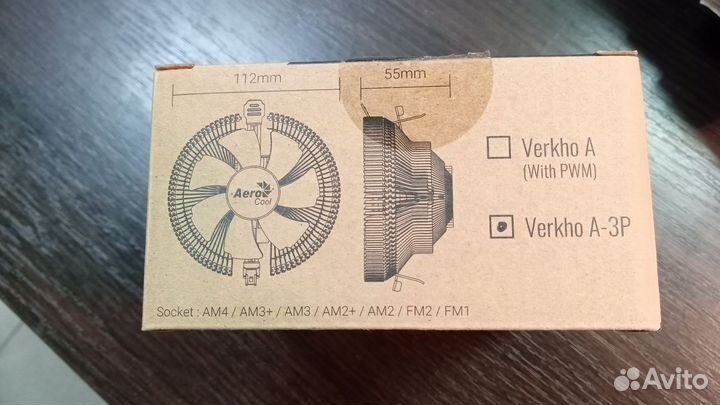 112mm
55mm
Aero
Cool
Verkho A
(With PWM)
Verkho A-3P
Socket : AM4 / AM3+ / AM3 / AM2+ / AM2 / FM2 / FM1
Avito